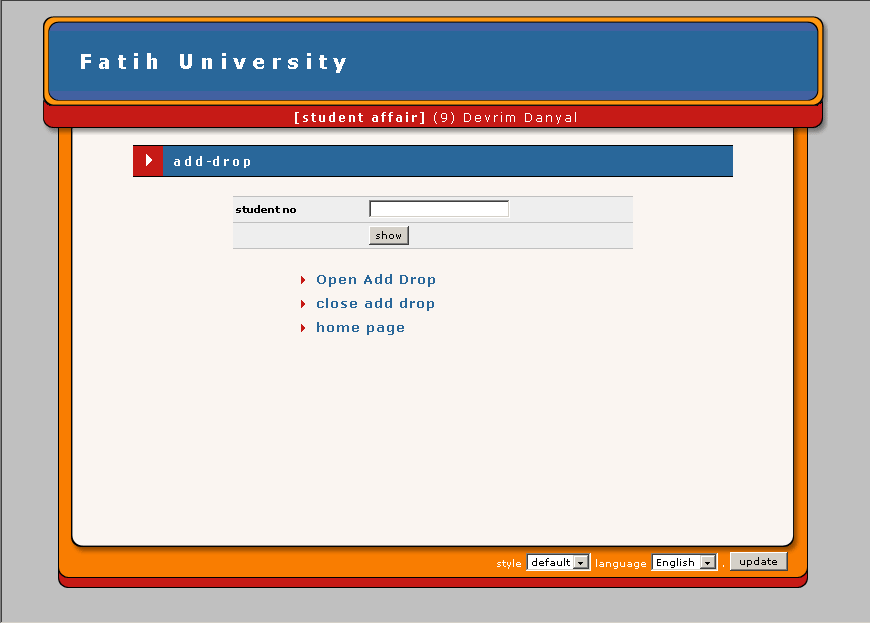 Fatih University
[student affair] (9) Devrim Danyal
add-drop
student no
show
Open Add Drop
close add drop
home page
style default language English . update